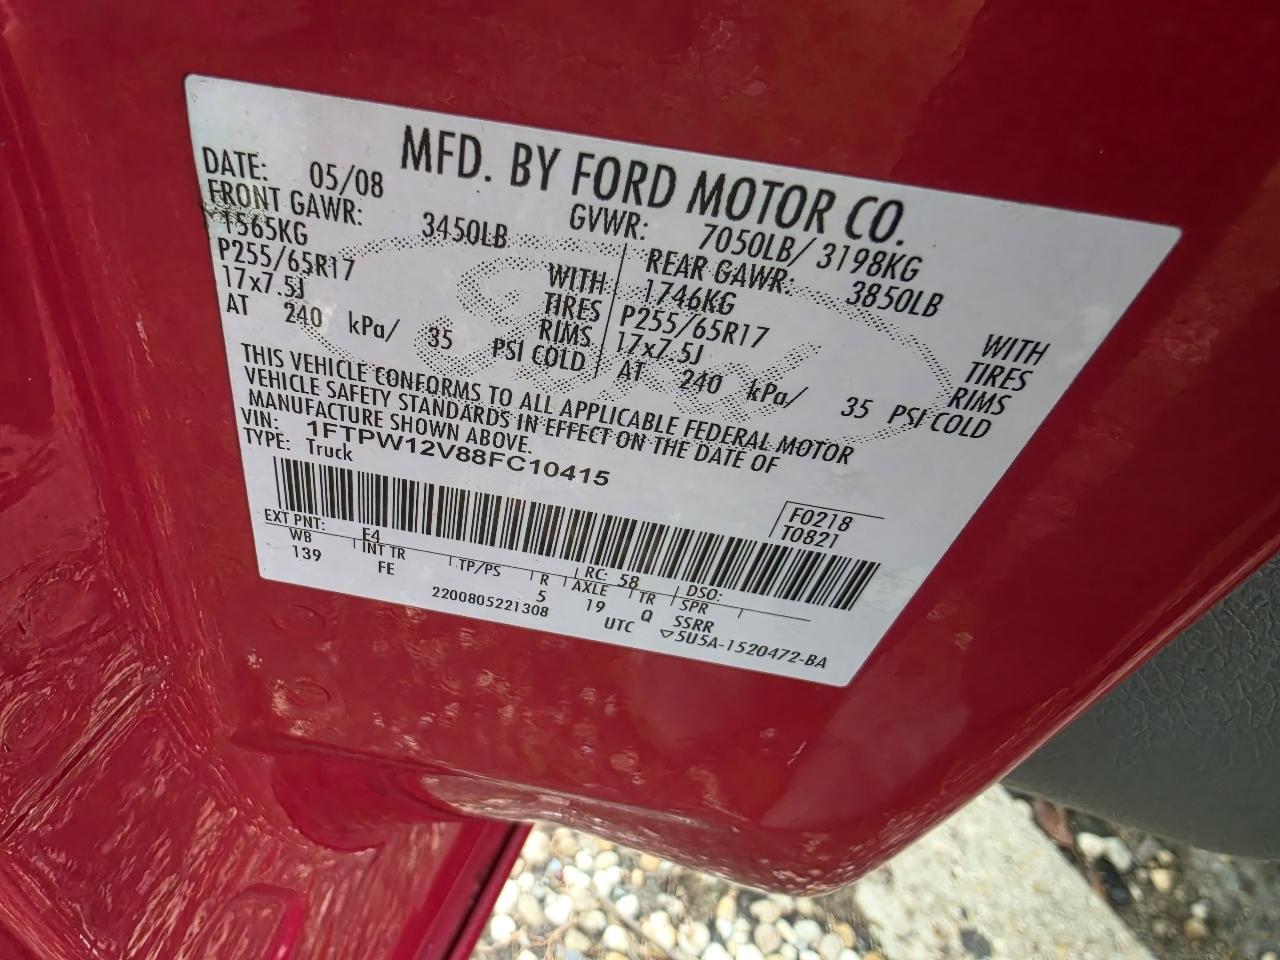 MFD. BY FORD MOTOR CO.
DATE: 05/08 GVWR: 7050LB/ 3198KG
FRONT GAWR: 3450LB REAR GAWR: 3850LB
1565KG WITH 1746KG WITH
P255/65R17 TIRES P255/65R17 TIRES
17x7.5J RIMS 17x7.5J RIMS
AT 240 kPa/ 35 PSI COLD AT 240 kPa/ 35 PSI COLD
THIS VEHICLE CONFORMS TO ALL APPLICABLE FEDERAL MOTOR
VEHICLE SAFETY STANDARDS IN EFFECT ON THE DATE OF
MANUFACTURE SHOWN ABOVE.
VIN: 1FTPW12V88FC10415
TYPE: Truck
F0218
T0821
EXT PNT: E4 RC: 58 DSO:
WB INT TR TP/PS R AXLE TR SPR
139 FE 5 19 Q SSRR
2200805221308 UTC ▽5U5A-1520472-BA